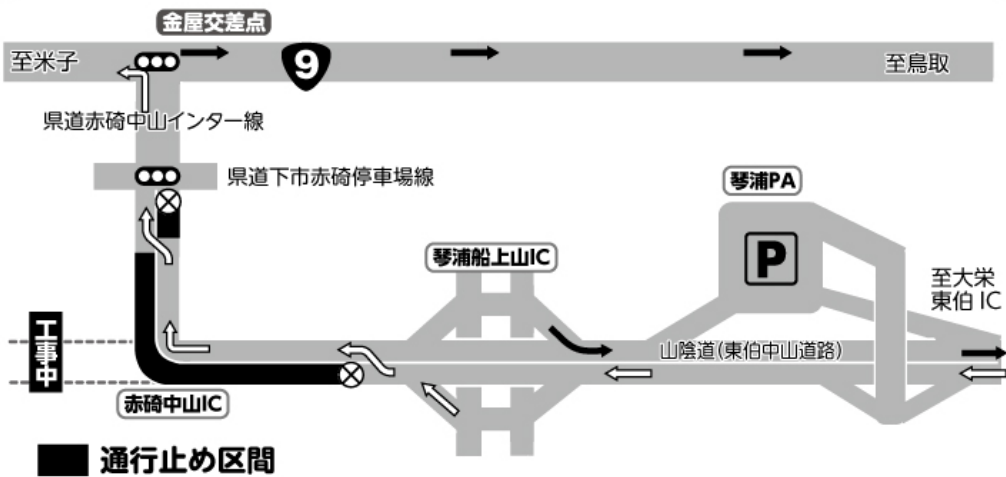 金屋交差点
至米子
9
至鳥取
県道赤碕中山インター線
県道下市赤碕停車場線
琴浦PA
P
琴浦船上山IC
至大栄
東伯IC
山陰道(東伯中山道路)
工事中
赤碕中山IC
通行止め区間